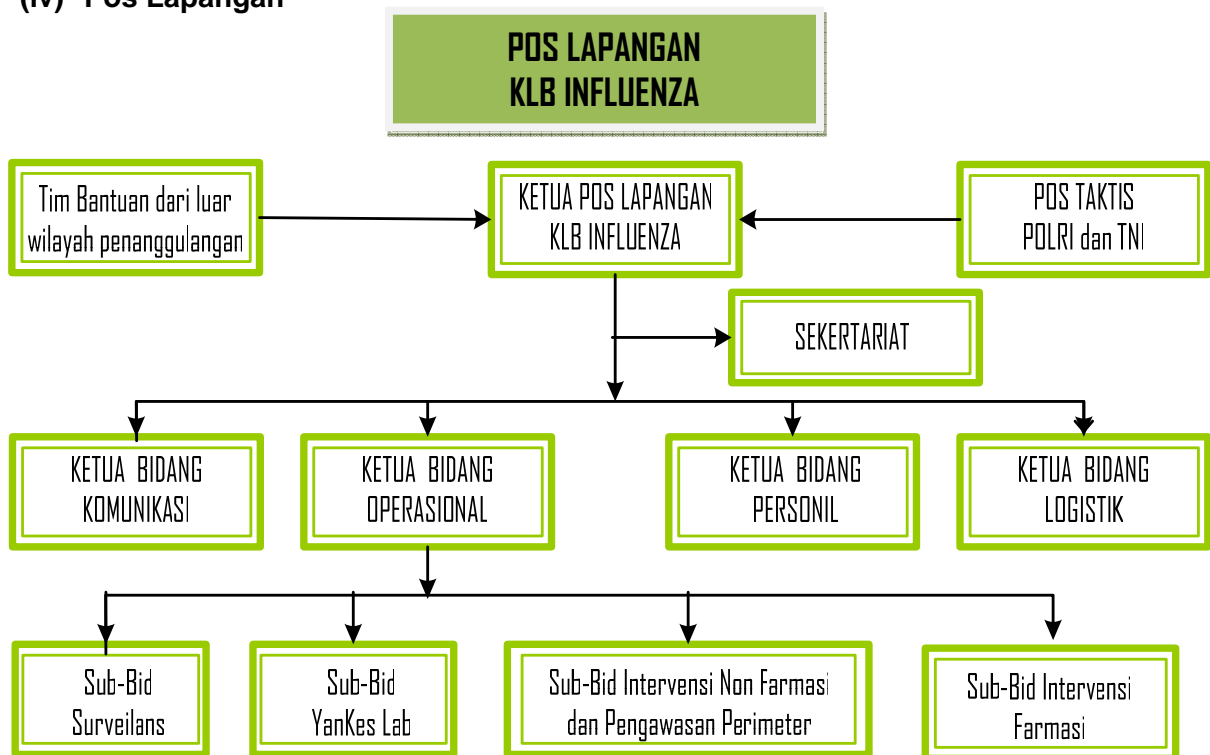 (iv) Pos Lapangan
POS LAPANGAN
KLB INFLUENZA
Tim Bantuan dari luar
wilayah penanggulangan
KETUA POS LAPANGAN
KLB INFLUENZA
POS TAKTIS
POLRI dan TNI
SEKERTARIAT
KETUA BIDANG
KOMUNIKASI
KETUA BIDANG
OPERASIONAL
KETUA BIDANG
PERSONIL
KETUA BIDANG
LOGISTIK
Sub-Bid
Surveilans
Sub-Bid
YanKes Lab
Sub-Bid Intervensi Non Farmasi
dan Pengawasan Perimeter
Sub-Bid Intervensi
Farmasi